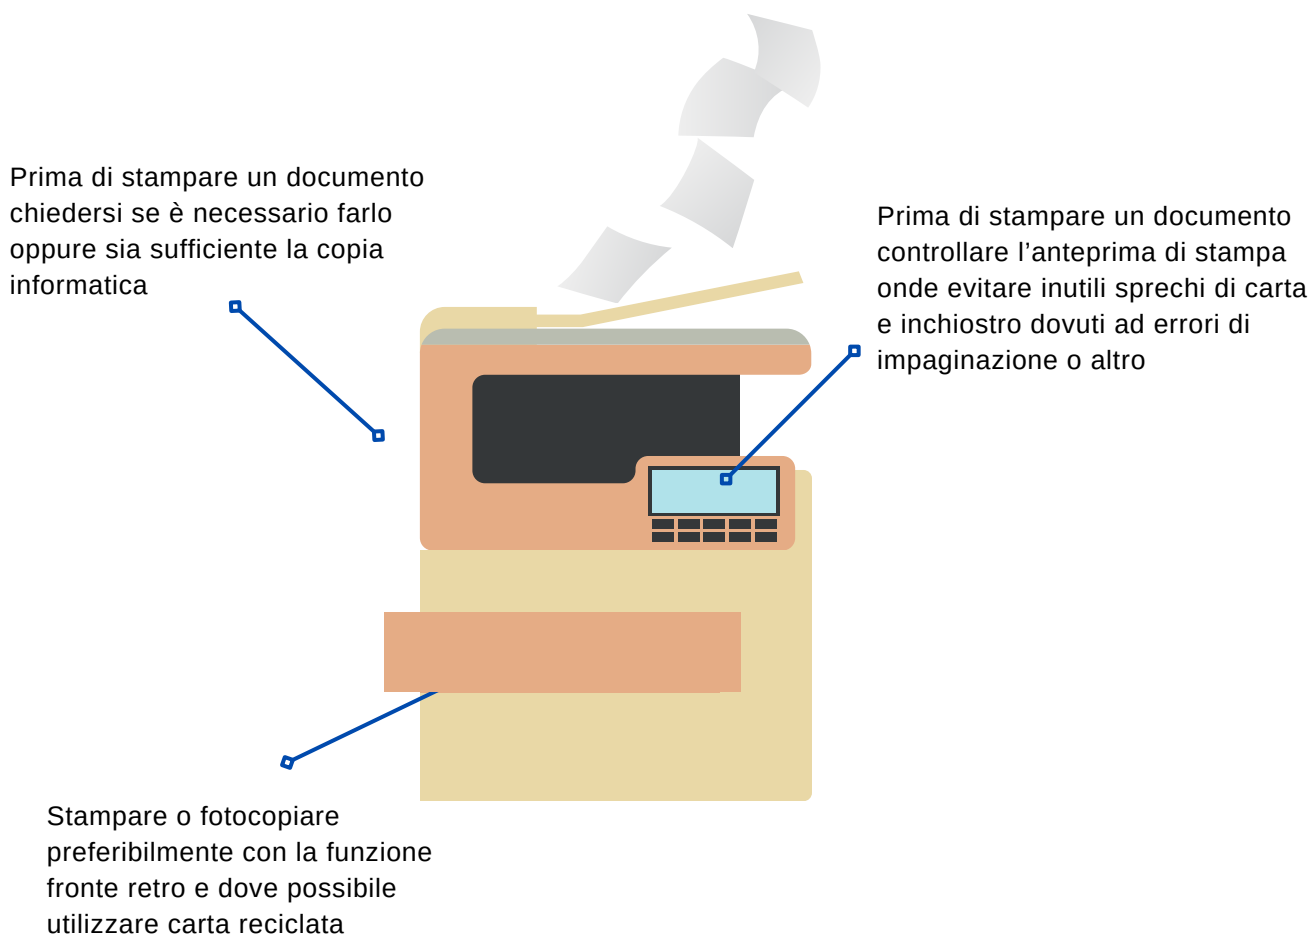 Prima di stampare un documento
chiedersi se è necessario farlo
oppure sia sufficiente la copia
informatica
Prima di stampare un documento
controllare l’anteprima di stampa
onde evitare inutili sprechi di carta
e inchiostro dovuti ad errori di
impaginazione o altro
Stampare o fotocopiare
preferibilmente con la funzione
fronte retro e dove possibile
utilizzare carta reciclata